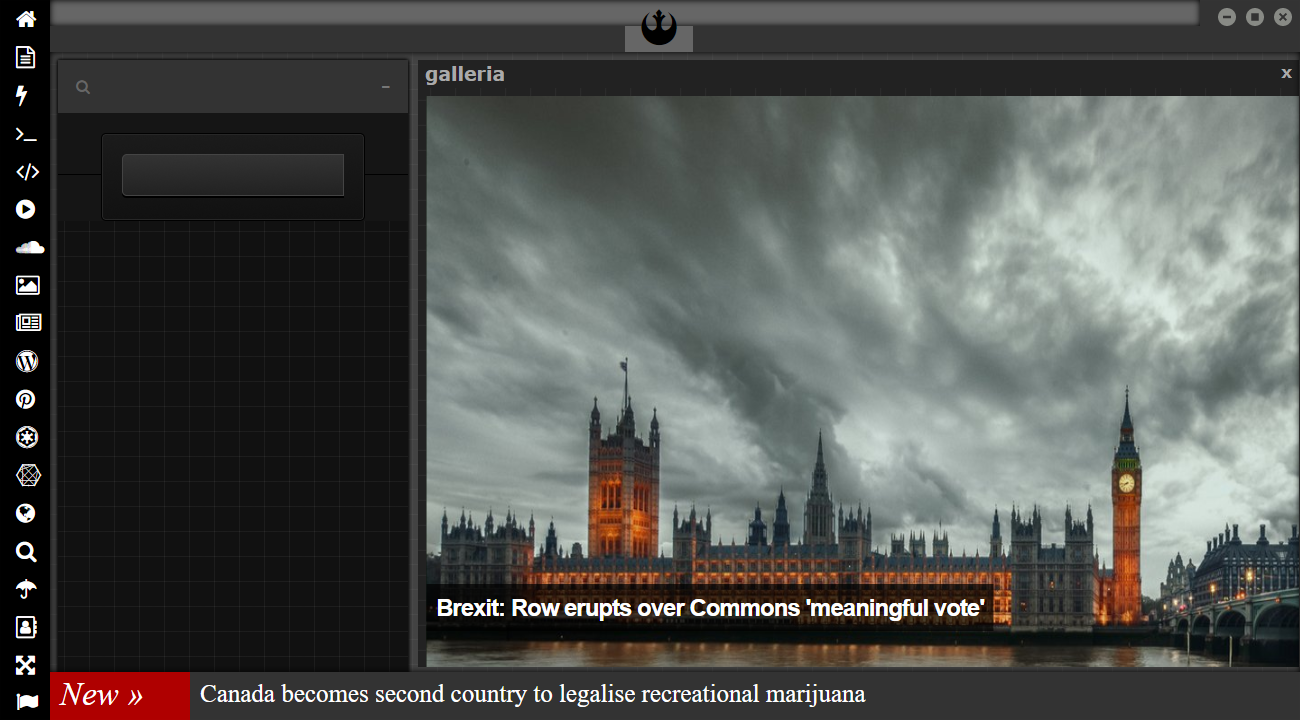 galleria
x
Brexit: Row erupts over Commons 'meaningful vote'
New » Canada becomes second country to legalise recreational marijuana